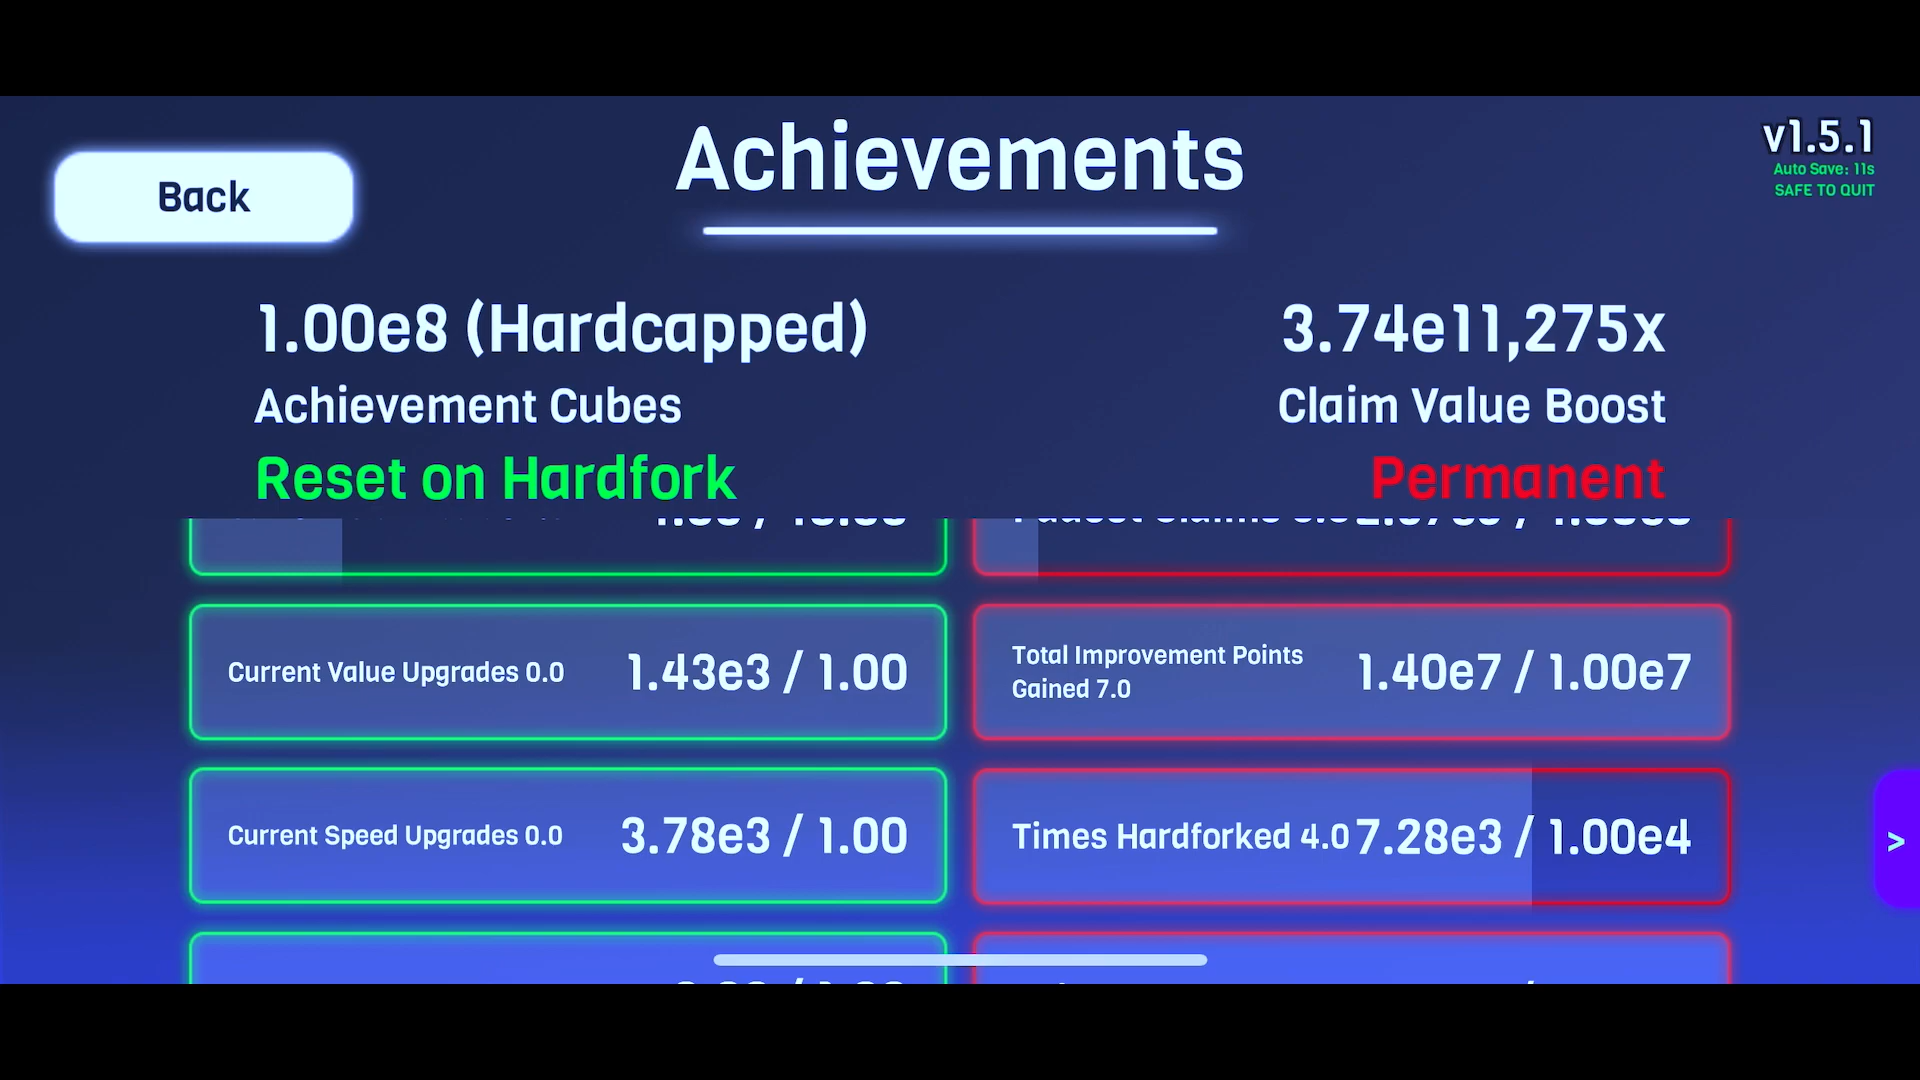 Achievements
Back
v1.5.1
Auto Save: 11s
SAFE TO QUIT
1.00e8 (Hardcapped)
Achievement Cubes
Reset on Hardfork
3.74e11,275x
Claim Value Boost
Permanent
Current Value Upgrades 0.0 1.43e3 / 1.00
Total Improvement Points
Gained 7.0
1.40e7 / 1.00e7
Current Speed Upgrades 0.0 3.78e3 / 1.00
Times Hardforked 4.0 7.28e3 / 1.00e4
>